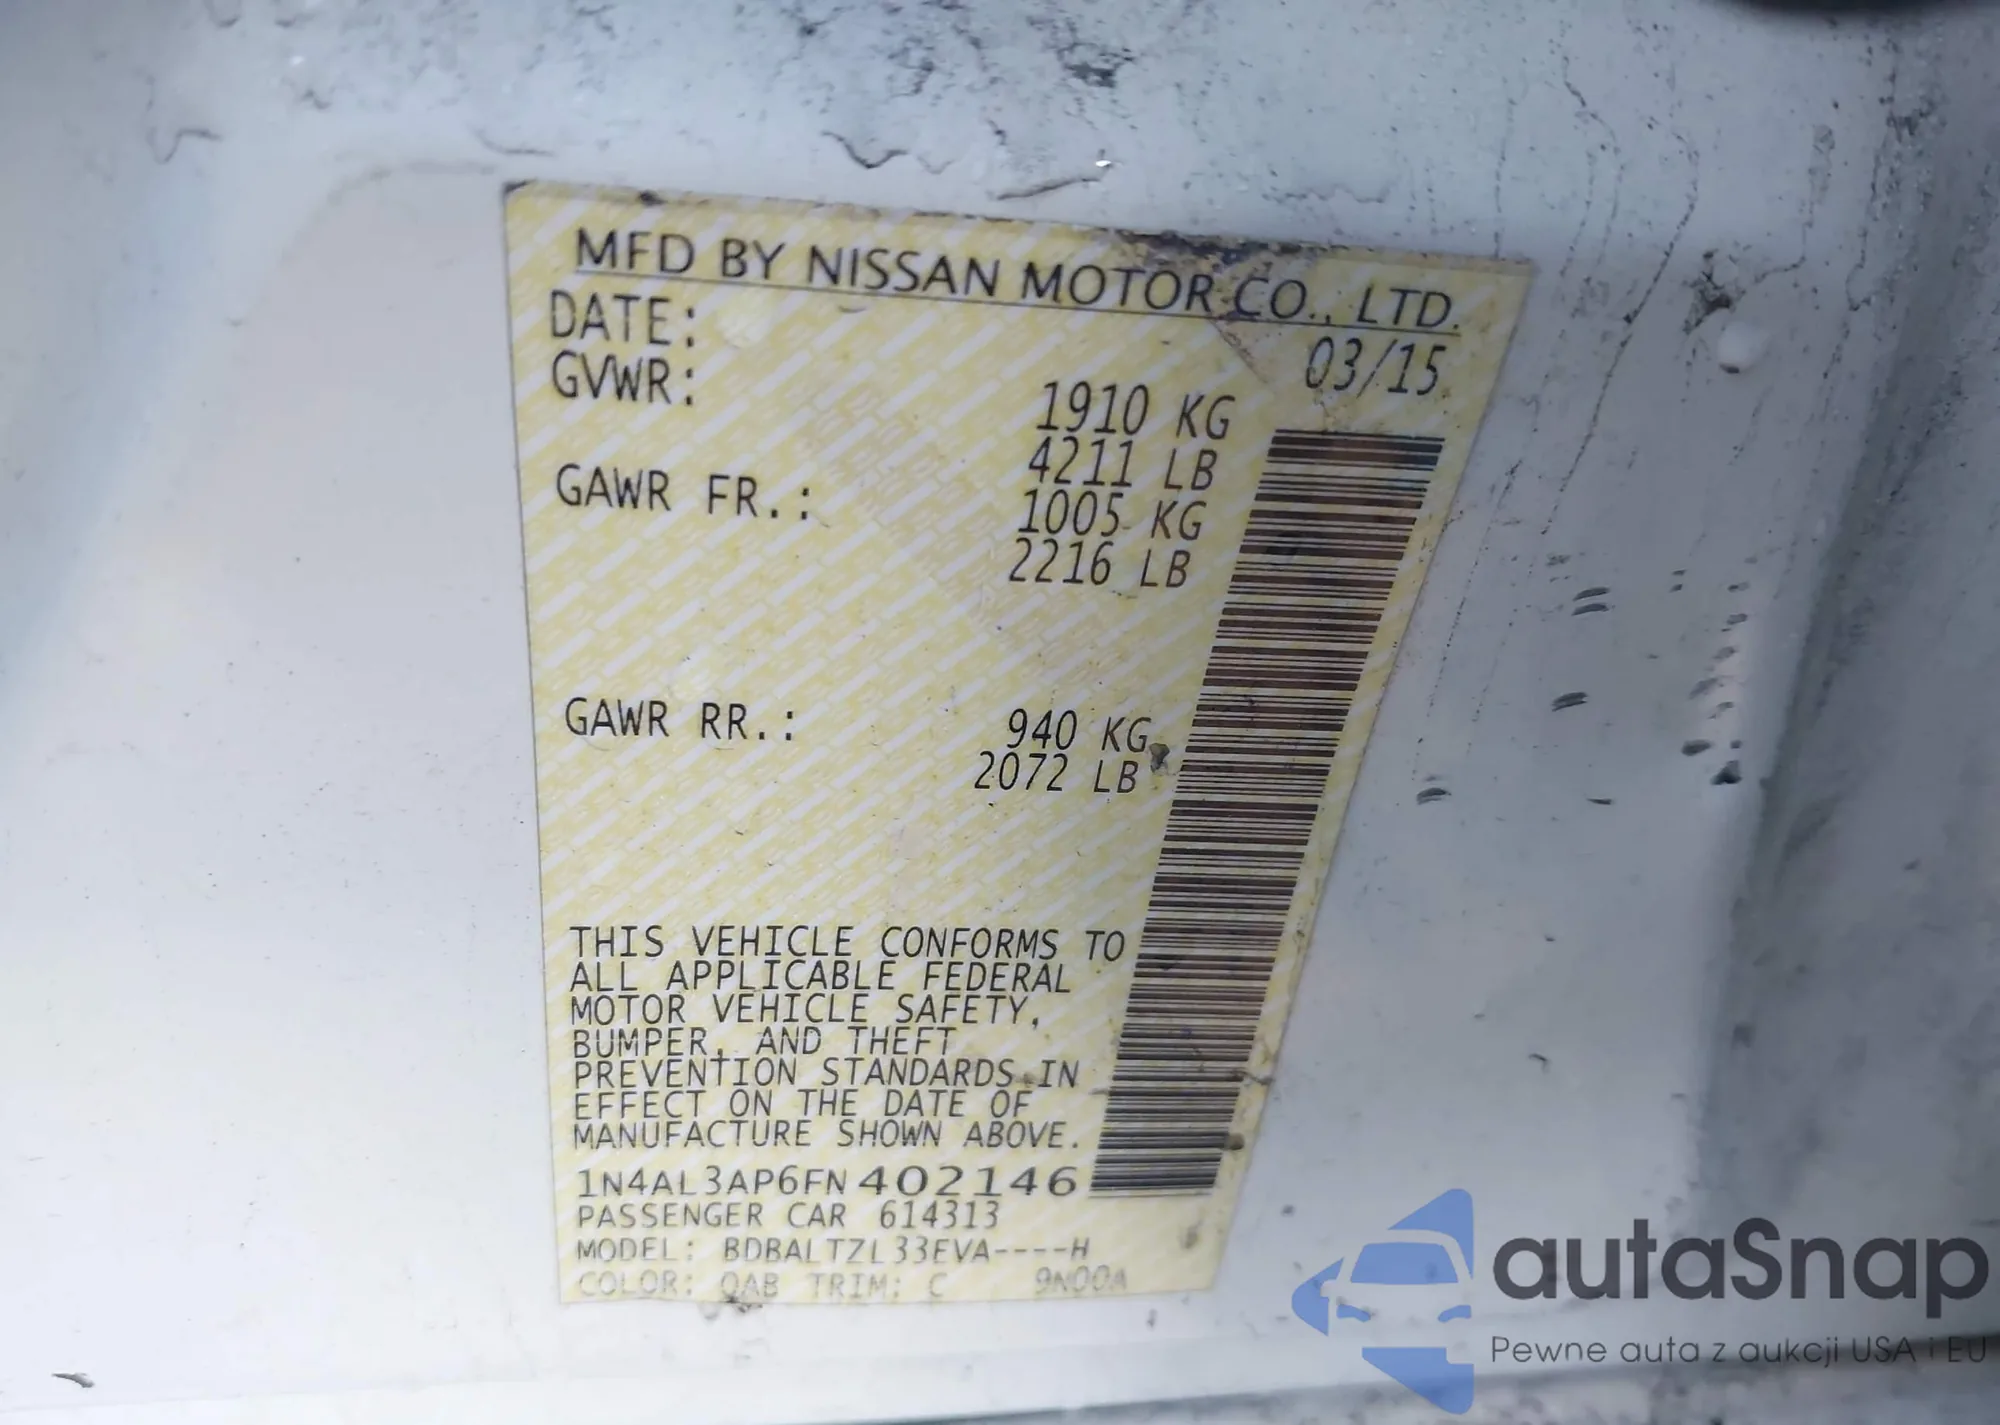 MFD BY NISSAN MOTOR CO., LTD.
DATE: 03/15
GVWR: 1910 KG
4211 LB
GAWR FR.: 1005 KG
2216 LB
GAWR RR.: 940 KG
2072 LB
THIS VEHICLE CONFORMS TO
ALL APPLICABLE FEDERAL
MOTOR VEHICLE SAFETY,
BUMPER, AND THEFT
PREVENTION STANDARDS IN
EFFECT ON THE DATE OF
MANUFACTURE SHOWN ABOVE.
1N4AL3AP6FN402146
PASSENGER CAR 614313
MODEL: BDBALTZL33EVA----H
COLOR: QAB TRIM: C 9N00A
autaSnap
Pewne auta z aukcji USA i EU